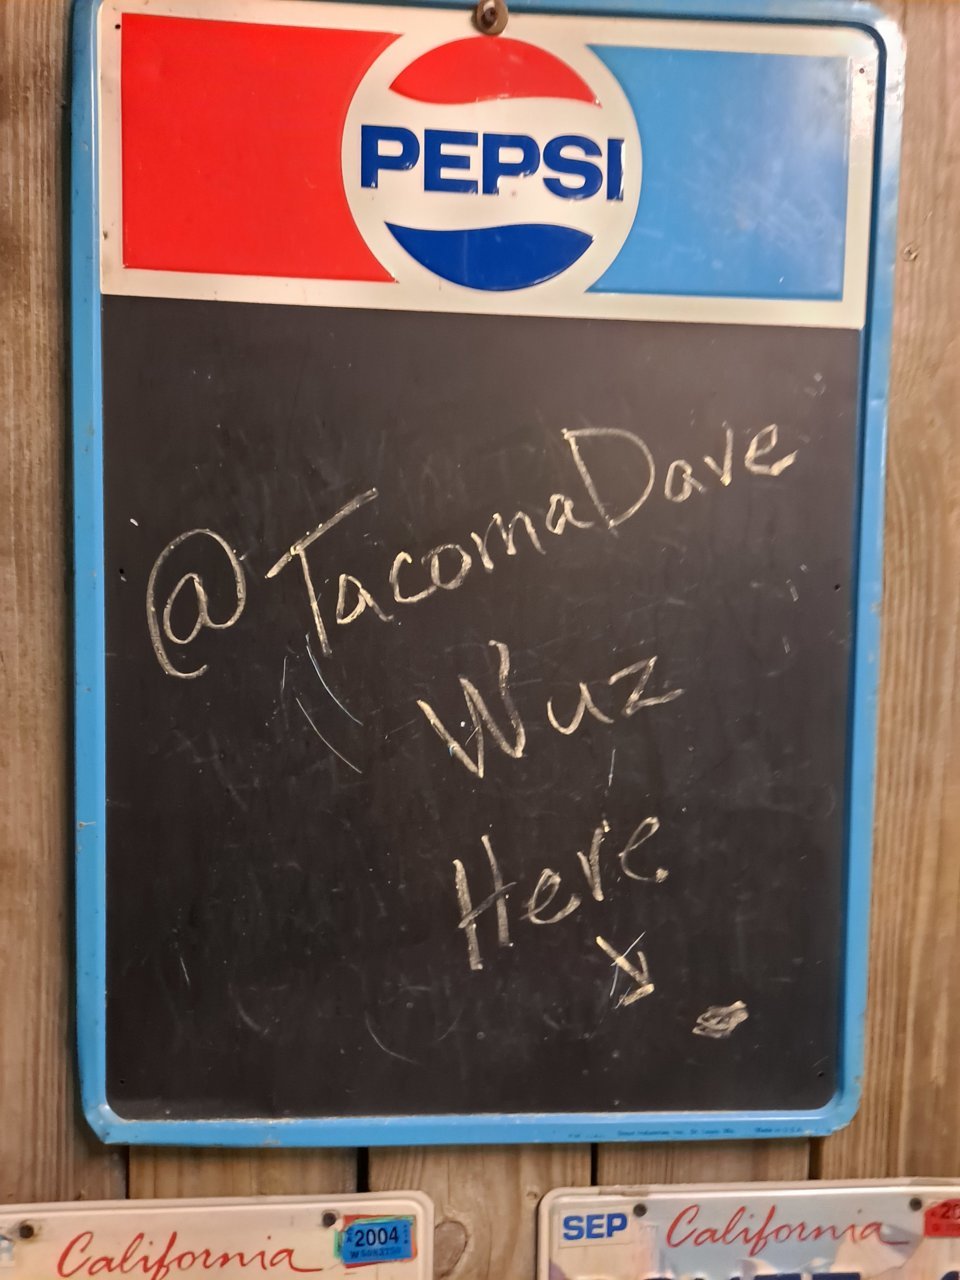 PEPSI
@TacomaDave
Wuz
Here
California
2004
SEP
California